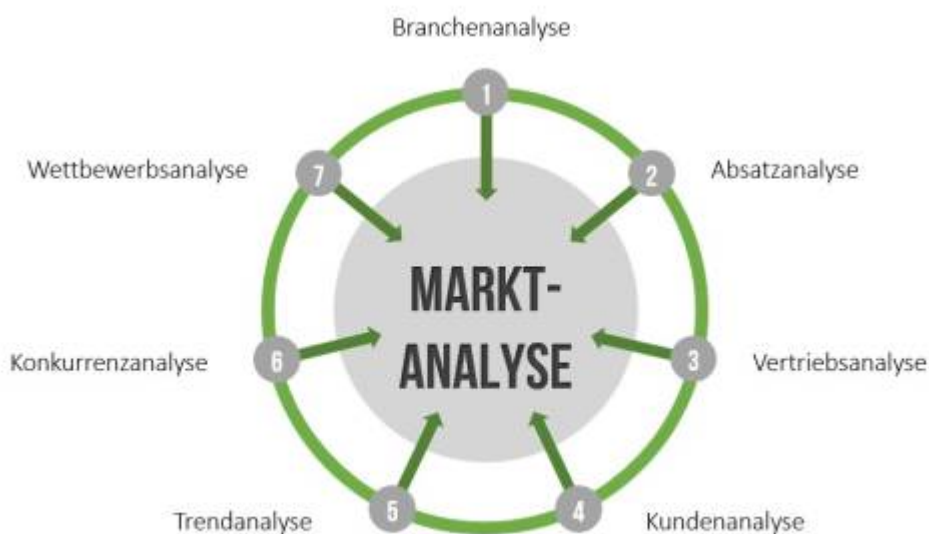 Branchenanalyse
1
Wettbewerbsanalyse
7
2
Absatzanalyse
MARKT-
ANALYSE
Konkurrenzanalyse
6
3
Vertriebsanalyse
Trendanalyse
5
4
Kundenanalyse